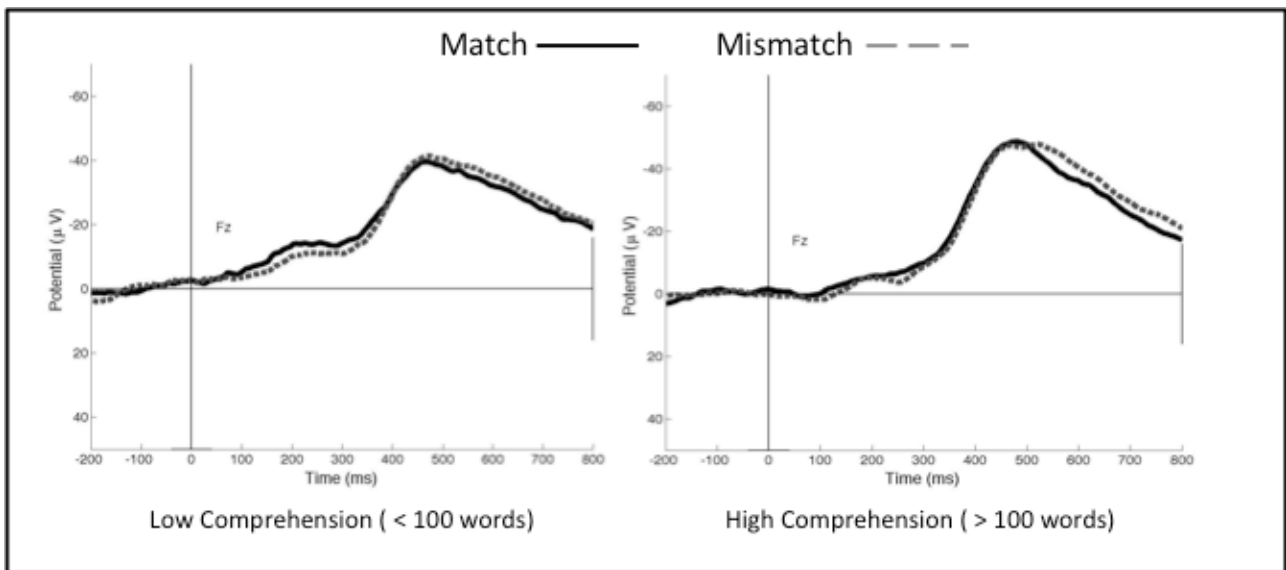 Match Mismatch
-60
-40
-20
0
20
40
Potential (μ V)
Fz
-200 -100 0 100 200 300 400 500 600 700 800
Time (ms)
Low Comprehension ( < 100 words)
-60
-40
-20
0
20
40
Potential (μ V)
Fz
-200 -100 0 100 200 300 400 500 600 700 800
Time (ms)
High Comprehension ( > 100 words)